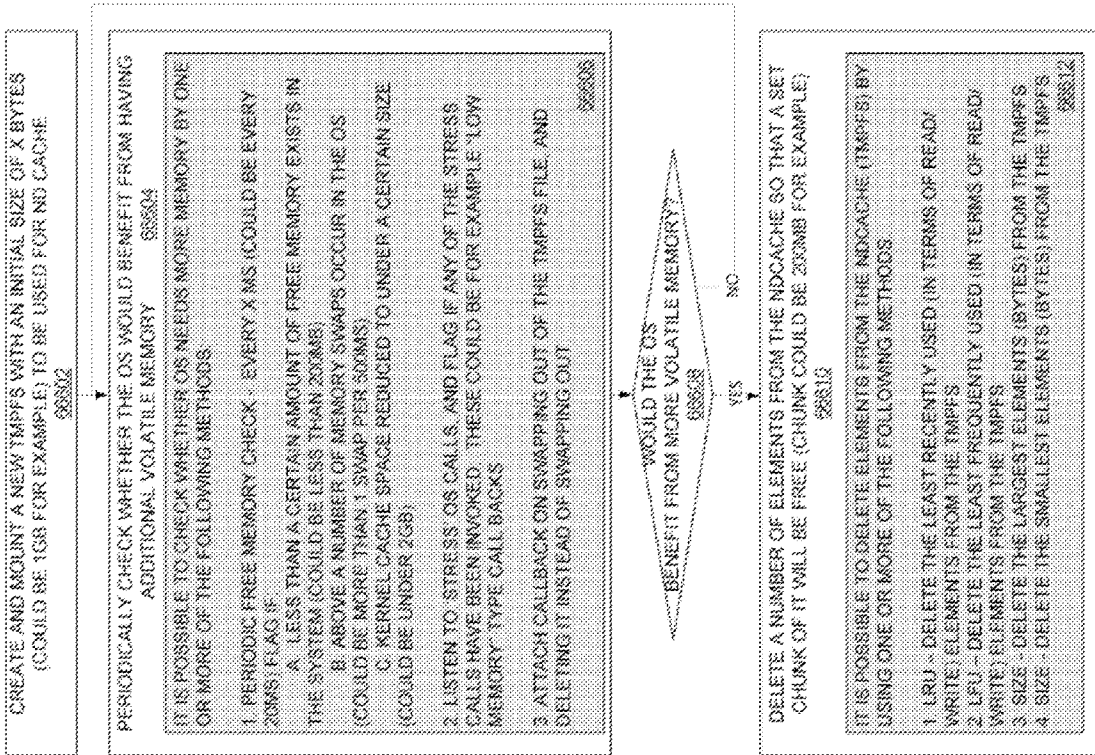 CREATE AND MOUNT A NEW TMPFS WITH AN INITIAL SIZE OF X BYTES
(COULD BE 1GB FOR EXAMPLE) TO BE USED FOR ND CACHE
66602
PERIODICALLY CHECK WHETHER THE OS WOULD BENEFIT FROM HAVING
ADDITIONAL VOLATILE MEMORY 66604
IT IS POSSIBLE TO CHECK WHETHER OS NEEDS MORE MEMORY BY ONE
OR MORE OF THE FOLLOWING METHODS:
1. PERIODIC FREE MEMORY CHECK - EVERY X MS (COULD BE EVERY
20MS) FLAG IF
A. LESS THAN A CERTAIN AMOUNT OF FREE MEMORY EXISTS IN
THE SYSTEM (COULD BE LESS THAN 200MB)
B. ABOVE A NUMBER OF MEMORY SWAPS OCCUR IN THE OS
(COULD BE MORE THAN 1 SWAP PER 500MS)
C. KERNEL CACHE SPACE REDUCED TO UNDER A CERTAIN SIZE
(COULD BE UNDER 2GB)
2. LISTEN TO STRESS OS CALLS, AND FLAG IF ANY OF THE STRESS
CALLS HAVE BEEN INVOKED. THESE COULD BE FOR EXAMPLE "LOW
MEMORY" TYPE CALL BACKS
3. ATTACH CALLBACK ON SWAPPING OUT OF THE TMPFS FILE, AND
DELETING IT INSTEAD OF SWAPPING OUT
66606
WOULD THE OS
BENEFIT FROM MORE VOLATILE MEMORY?
66608
NO
YES
DELETE A NUMBER OF ELEMENTS FROM THE NDCACHE SO THAT A SET
CHUNK OF IT WILL BE FREE (CHUNK COULD BE 200MB FOR EXAMPLE)
66610
IT IS POSSIBLE TO DELETE ELEMENTS FROM THE NDCACHE (TMPFS) BY
USING ONE OR MORE OF THE FOLLOWING METHODS
1. LRU - DELETE THE LEAST RECENTLY USED (IN TERMS OF READ/
WRITE) ELEMENTS FROM THE TMPFS
2. LFU - DELETE THE LEAST FREQUENTLY USED (IN TERMS OF READ/
WRITE) ELEMENTS FROM THE TMPFS
3. SIZE - DELETE THE LARGEST ELEMENTS (BYTES) FROM THE TMPFS
4. SIZE - DELETE THE SMALLEST ELEMENTS (BYTES) FROM THE TMPFS
66612